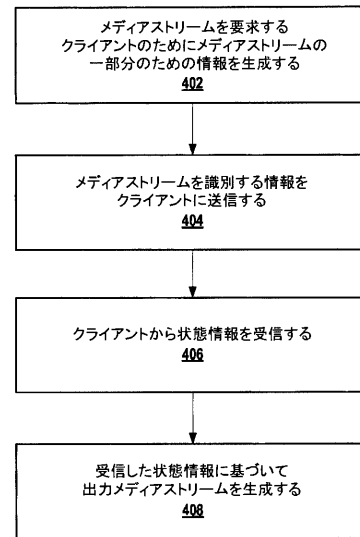 メディアストリームを要求する
クライアントのためにメディアストリームの
一部分のための情報を生成する
402
メディアストリームを識別する情報を
クライアントに送信する
404
クライアントから状態情報を受信する
406
受信した状態情報に基づいて
出力メディアストリームを生成する
408